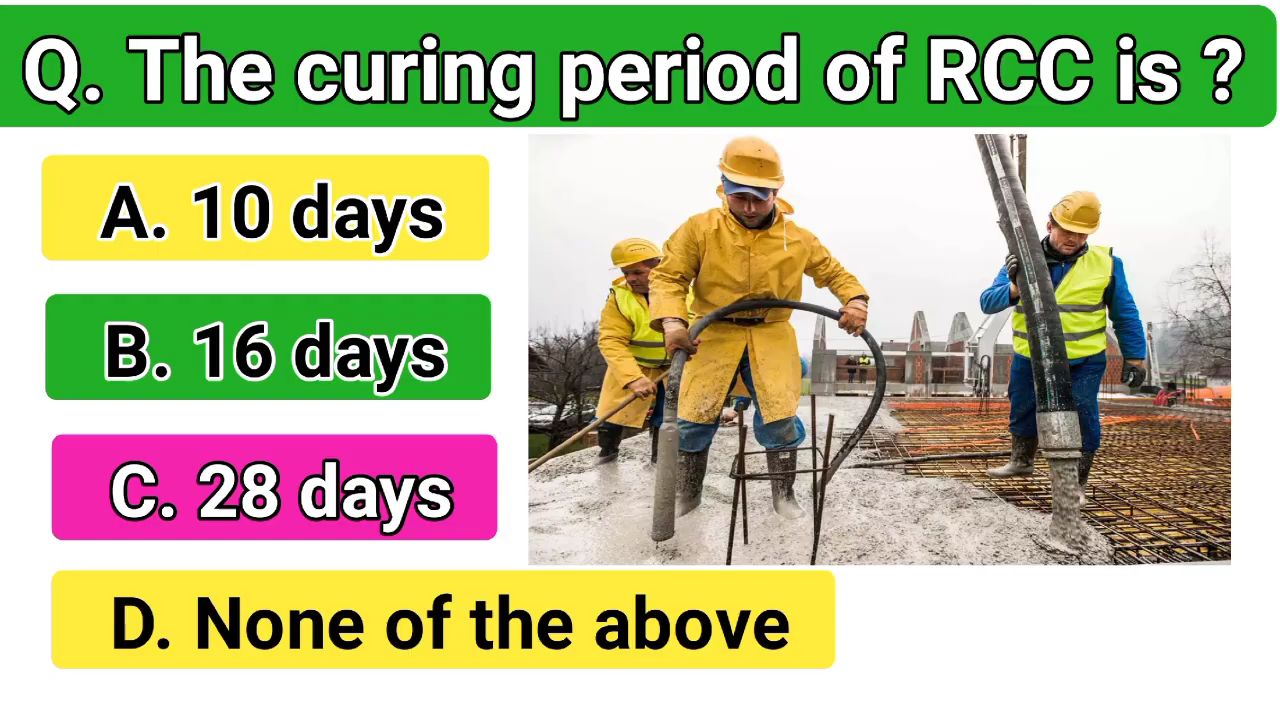 Q. The curing period of RCC is ?
A. 10 days
B. 16 days
C. 28 days
D. None of the above